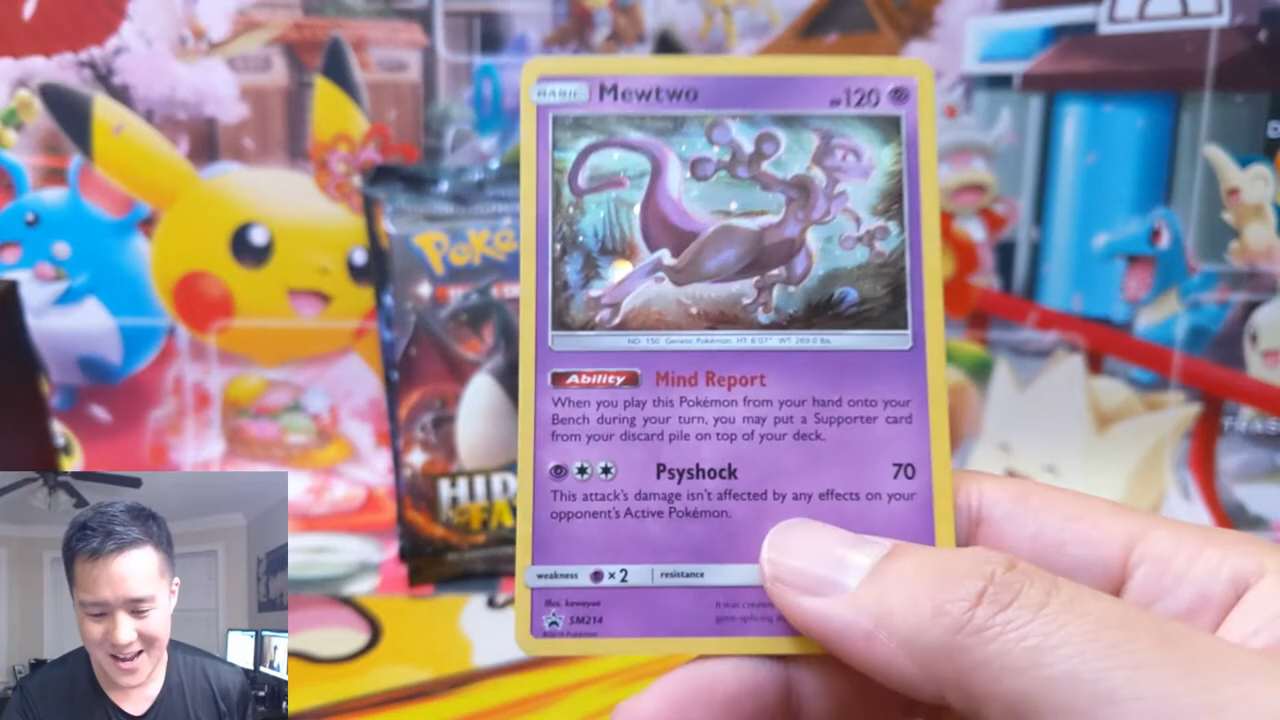 BASIC Mewtwo HP120
NO. 150 Genetic Pokémon HT: 6'07" WT: 269.0 lbs.
Ability Mind Report
When you play this Pokémon from your hand onto your
Bench during your turn, you may put a Supporter card
from your discard pile on top of your deck.
Psyshock 70
This attack's damage isn't affected by any effects on your
opponent's Active Pokémon.
weakness ×2 resistance
Illus. kawayoo
SM214
©2019 Pokémon
It was create
gene-splicing
Poké
HID
FA